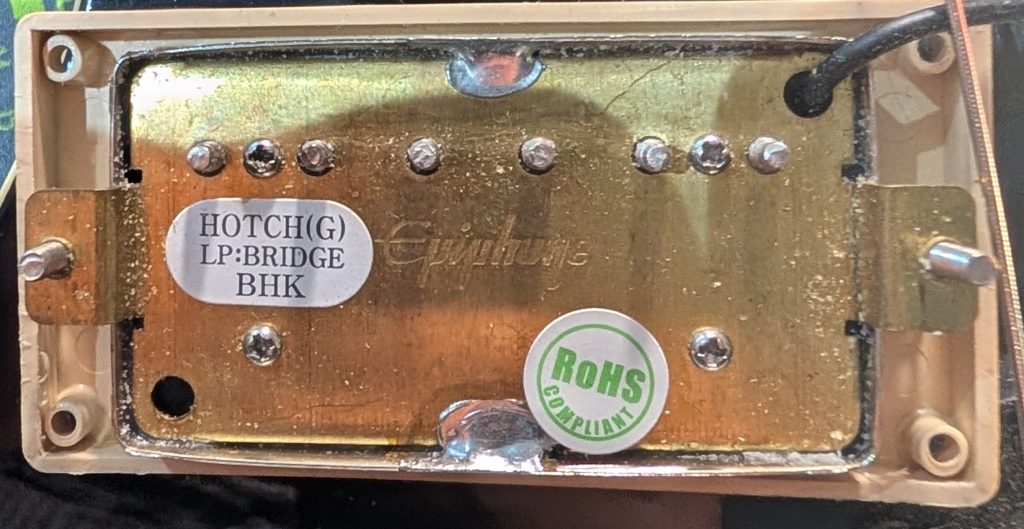 HOTCH(G)
LP:BRIDGE
BHK
Epiphone
RoHS
COMPLIANT